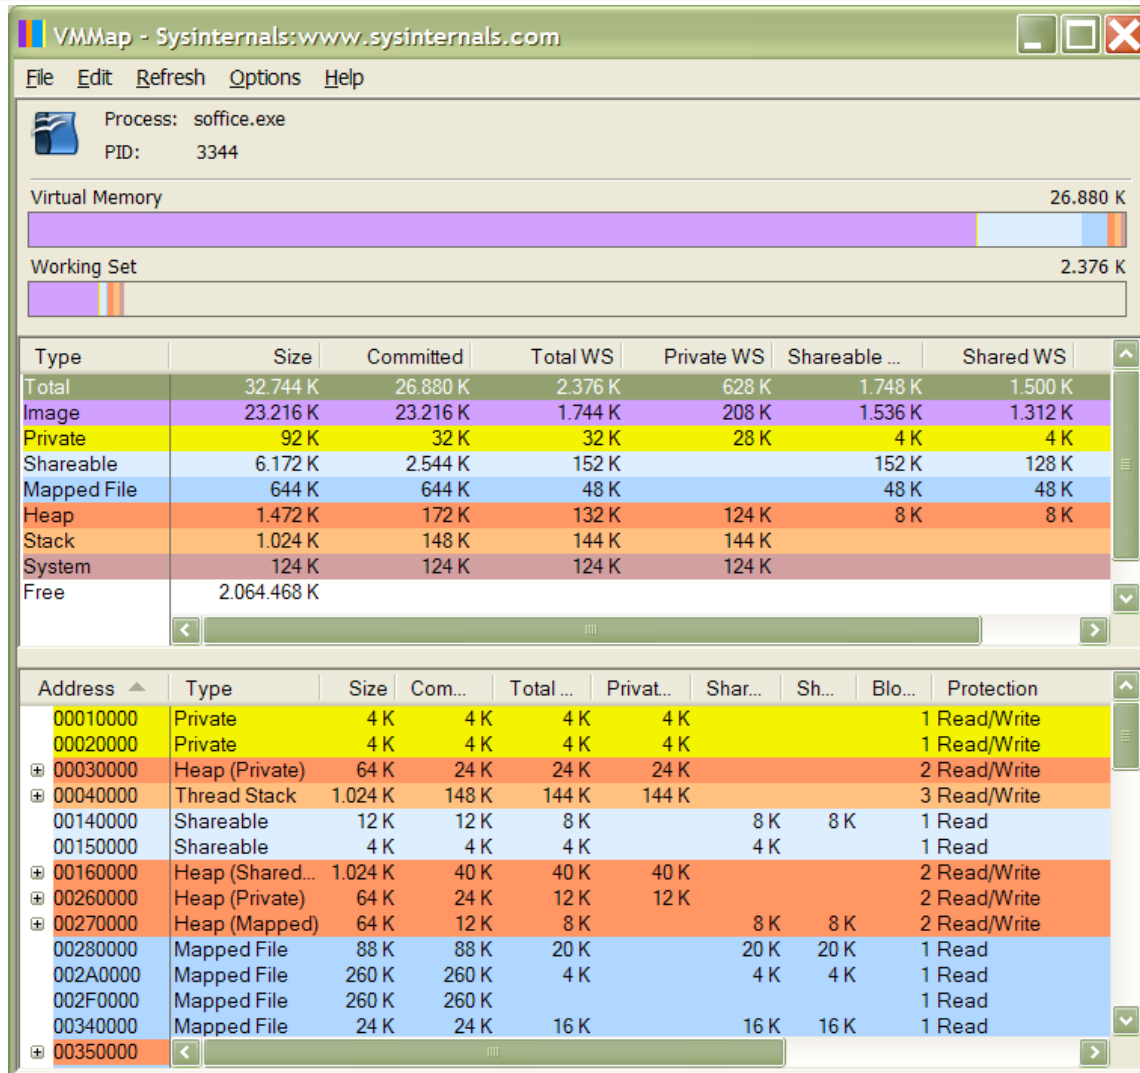 VMMap - Sysinternals:www.sysinternals.com
File Edit Refresh Options Help
Process: soffice.exe
PID: 3344
Virtual Memory 26.880 K
Working Set 2.376 K
Type Size Committed Total WS Private WS Shareable ... Shared WS
Total 32.744 K 26.880 K 2.376 K 628 K 1.748 K 1.500 K
Image 23.216 K 23.216 K 1.744 K 208 K 1.536 K 1.312 K
Private 92 K 32 K 32 K 28 K 4 K 4 K
Shareable 6.172 K 2.544 K 152 K 152 K 128 K
Mapped File 644 K 644 K 48 K 48 K 48 K
Heap 1.472 K 172 K 132 K 124 K 8 K 8 K
Stack 1.024 K 148 K 144 K 144 K
System 124 K 124 K 124 K 124 K
Free 2.064.468 K
Address Type Size Com... Total ... Privat... Shar... Sh... Blo... Protection
00010000 Private 4 K 4 K 4 K 4 K 1 Read/Write
00020000 Private 4 K 4 K 4 K 4 K 1 Read/Write
00030000 Heap (Private) 64 K 24 K 24 K 24 K 2 Read/Write
00040000 Thread Stack 1.024 K 148 K 144 K 144 K 3 Read/Write
00140000 Shareable 12 K 12 K 8 K 8 K 8 K 1 Read
00150000 Shareable 4 K 4 K 4 K 4 K 1 Read
00160000 Heap (Shared... 1.024 K 40 K 40 K 40 K 2 Read/Write
00260000 Heap (Private) 64 K 24 K 12 K 12 K 2 Read/Write
00270000 Heap (Mapped) 64 K 12 K 8 K 8 K 8 K 2 Read/Write
00280000 Mapped File 88 K 88 K 20 K 20 K 20 K 1 Read
002A0000 Mapped File 260 K 260 K 4 K 4 K 4 K 1 Read
002F0000 Mapped File 260 K 260 K 1 Read
00340000 Mapped File 24 K 24 K 16 K 16 K 16 K 1 Read
00350000